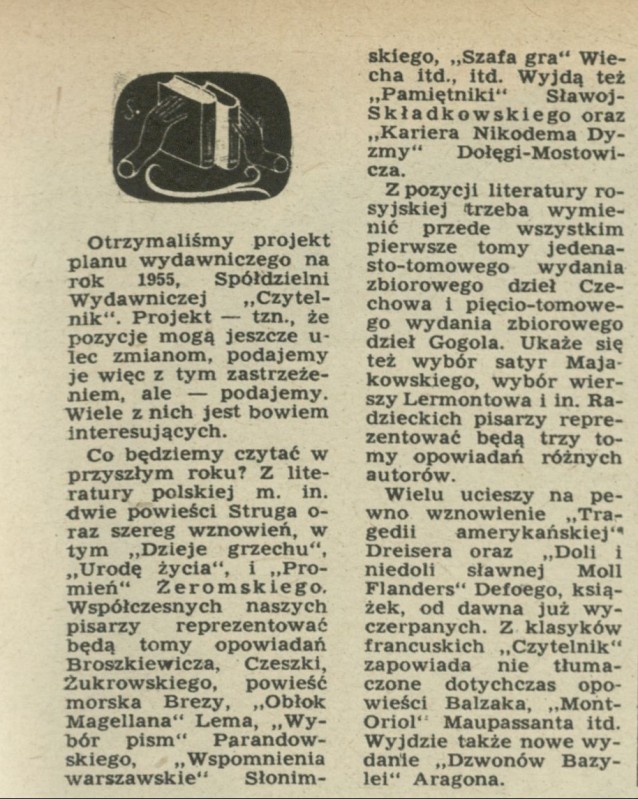 S.
Otrzymaliśmy projekt
planu wydawniczego na
rok 1955, Spółdzielni
Wydawniczej „Czytel-
nik“. Projekt — tzn., że
pozycje mogą jeszcze u-
lec zmianom, podajemy
je więc z tym zastrzeże-
niem, ale — podajemy.
Wiele z nich jest bowiem
interesujących.
Co będziemy czytać w
przyszłym roku? Z lite-
ratury polskiej m. in.
dwie powieści Struga o-
raz szereg wznowień, w
tym „Dzieje grzechu“,
„Urodę życia“, i „Pro-
mień“ Żeromskiego.
Współczesnych naszych
pisarzy reprezentować
będą tomy opowiadań
Broszkiewicza, Czeszki,
Żukrowskiego, powieść
morska Brezy, „Obłok
Magellana“ Lema, „Wy-
bór pism“ Parandow-
skiego, „Wspomnienia
warszawskie“ Słonim-
skiego, „Szafa gra“ Wie-
cha itd., itd. Wyjdą też
„Pamiętniki“ Sławoj-
Składkowskiego oraz
„Kariera Nikodema Dy-
zmy“ Dołęgi-Mostowi-
cza.
Z pozycji literatury ro-
syjskiej trzeba wymie-
nić przede wszystkim
pierwsze tomy jedena-
sto-tomowego wydania
zbiorowego dzieł Cze-
chowa i pięcio-tomowe-
go wydania zbiorowego
dzieł Gogola. Ukaże się
też wybór satyr Maja-
kowskiego, wybór wier-
szy Lermontowa i in. Ra-
dzieckich pisarzy repre-
zentować będą trzy to-
my opowiadań różnych
autorów.
Wielu ucieszy na pe-
wno wznowienie „Tra-
gedii amerykańskiej“
Dreisera oraz „Doli i
niedoli sławnej Moll
Flanders“ Defoego, ksią-
żek, od dawna już wy-
czerpanych. Z klasyków
francuskich „Czytelnik“
zapowiada nie tłuma-
czone dotychczas opo-
wieści Balzaka, „Mont-
Oriol“ Maupassanta itd.
Wyjdzie także nowe wy-
danie „Dzwonów Bazy-
lei“ Aragona.